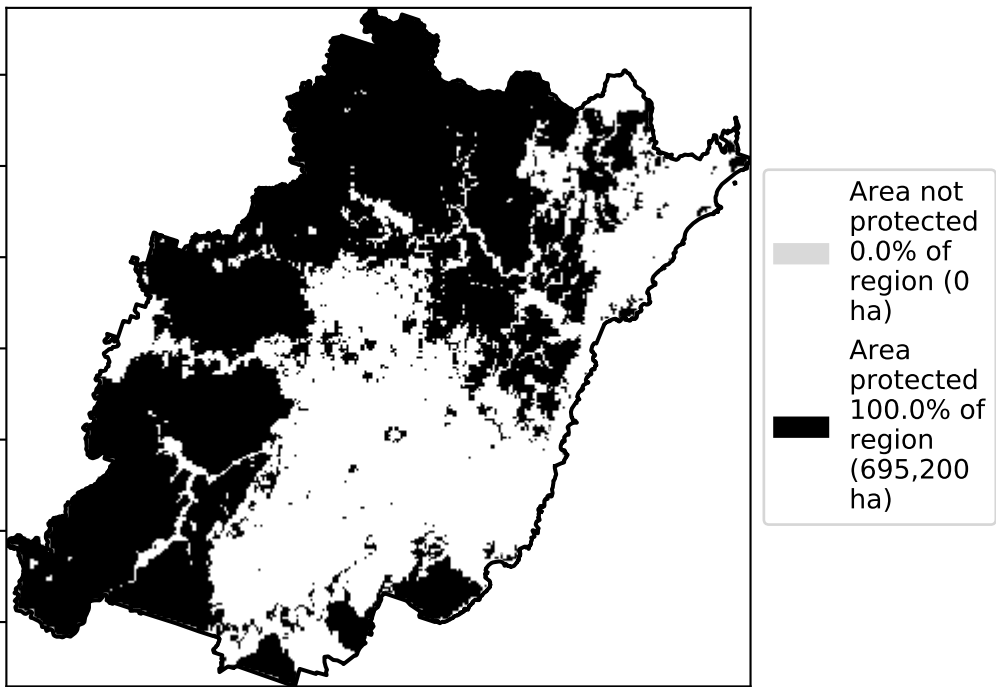 Area not
protected
0.0% of
region (0
ha)
Area
protected
100.0% of
region
(695,200
ha)